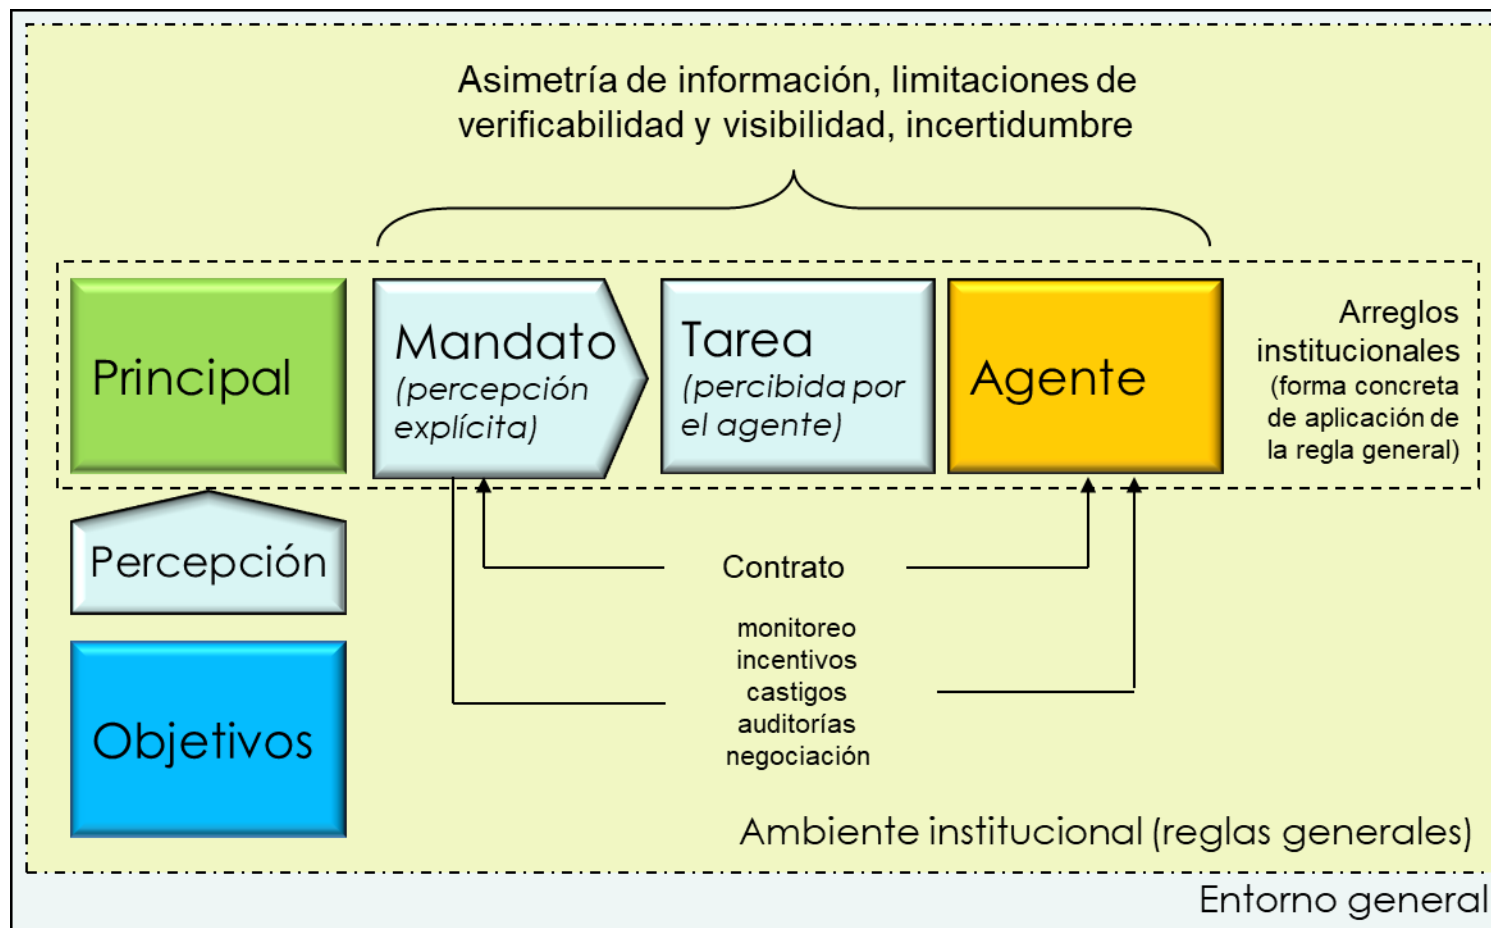 Asimetría de información, limitaciones de
verificabilidad y visibilidad, incertidumbre
Principal
Mandato
(percepción
explícita)
Tarea
(percibida por
el agente)
Agente
Arreglos
institucionales
(forma concreta
de aplicación de
la regla general)
Percepción
Objetivos
Contrato
monitoreo
incentivos
castigos
auditorías
negociación
Ambiente institucional (reglas generales)
Entorno general